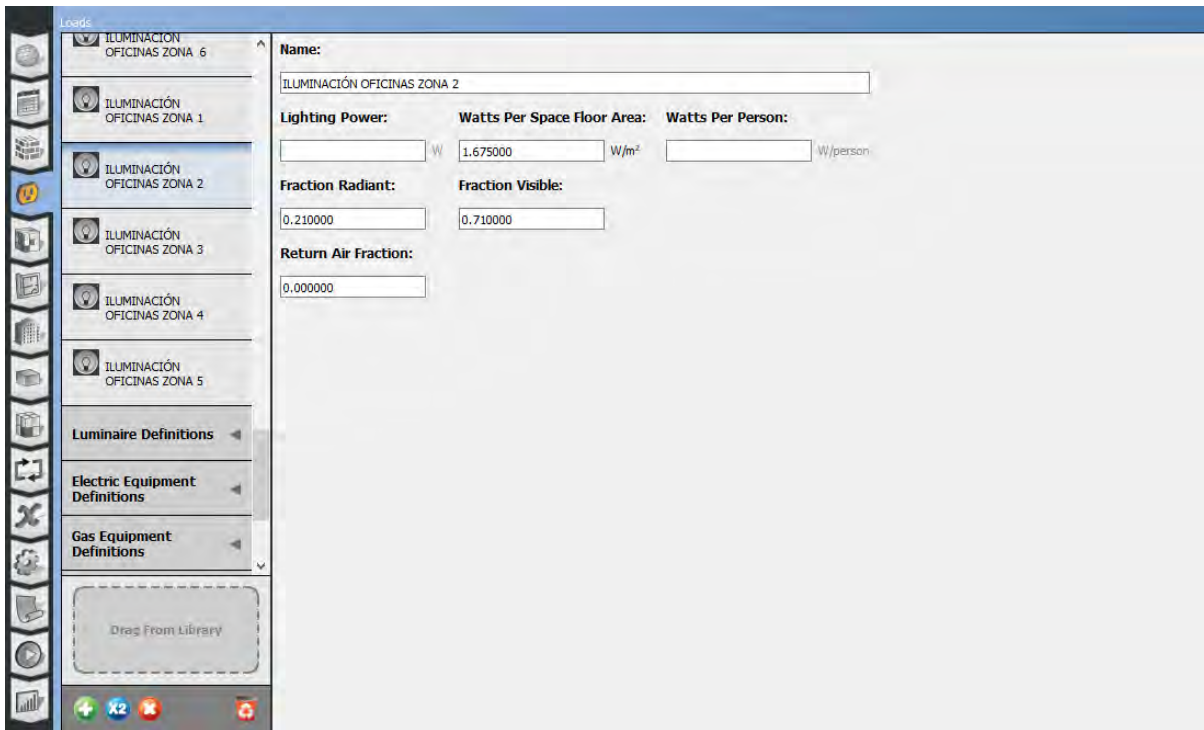 Loads
ILUMINACIÓN
OFICINAS ZONA 6
ILUMINACIÓN
OFICINAS ZONA 1
ILUMINACIÓN
OFICINAS ZONA 2
ILUMINACIÓN
OFICINAS ZONA 3
ILUMINACIÓN
OFICINAS ZONA 4
ILUMINACIÓN
OFICINAS ZONA 5
Luminaire Definitions
Electric Equipment
Definitions
Gas Equipment
Definitions
Drag From Library
X2
Name:
ILUMINACIÓN OFICINAS ZONA 2
Lighting Power: Watts Per Space Floor Area: Watts Per Person:
W 1.675000 W/m² W/person
Fraction Radiant: Fraction Visible:
0.210000 0.710000
Return Air Fraction:
0.000000